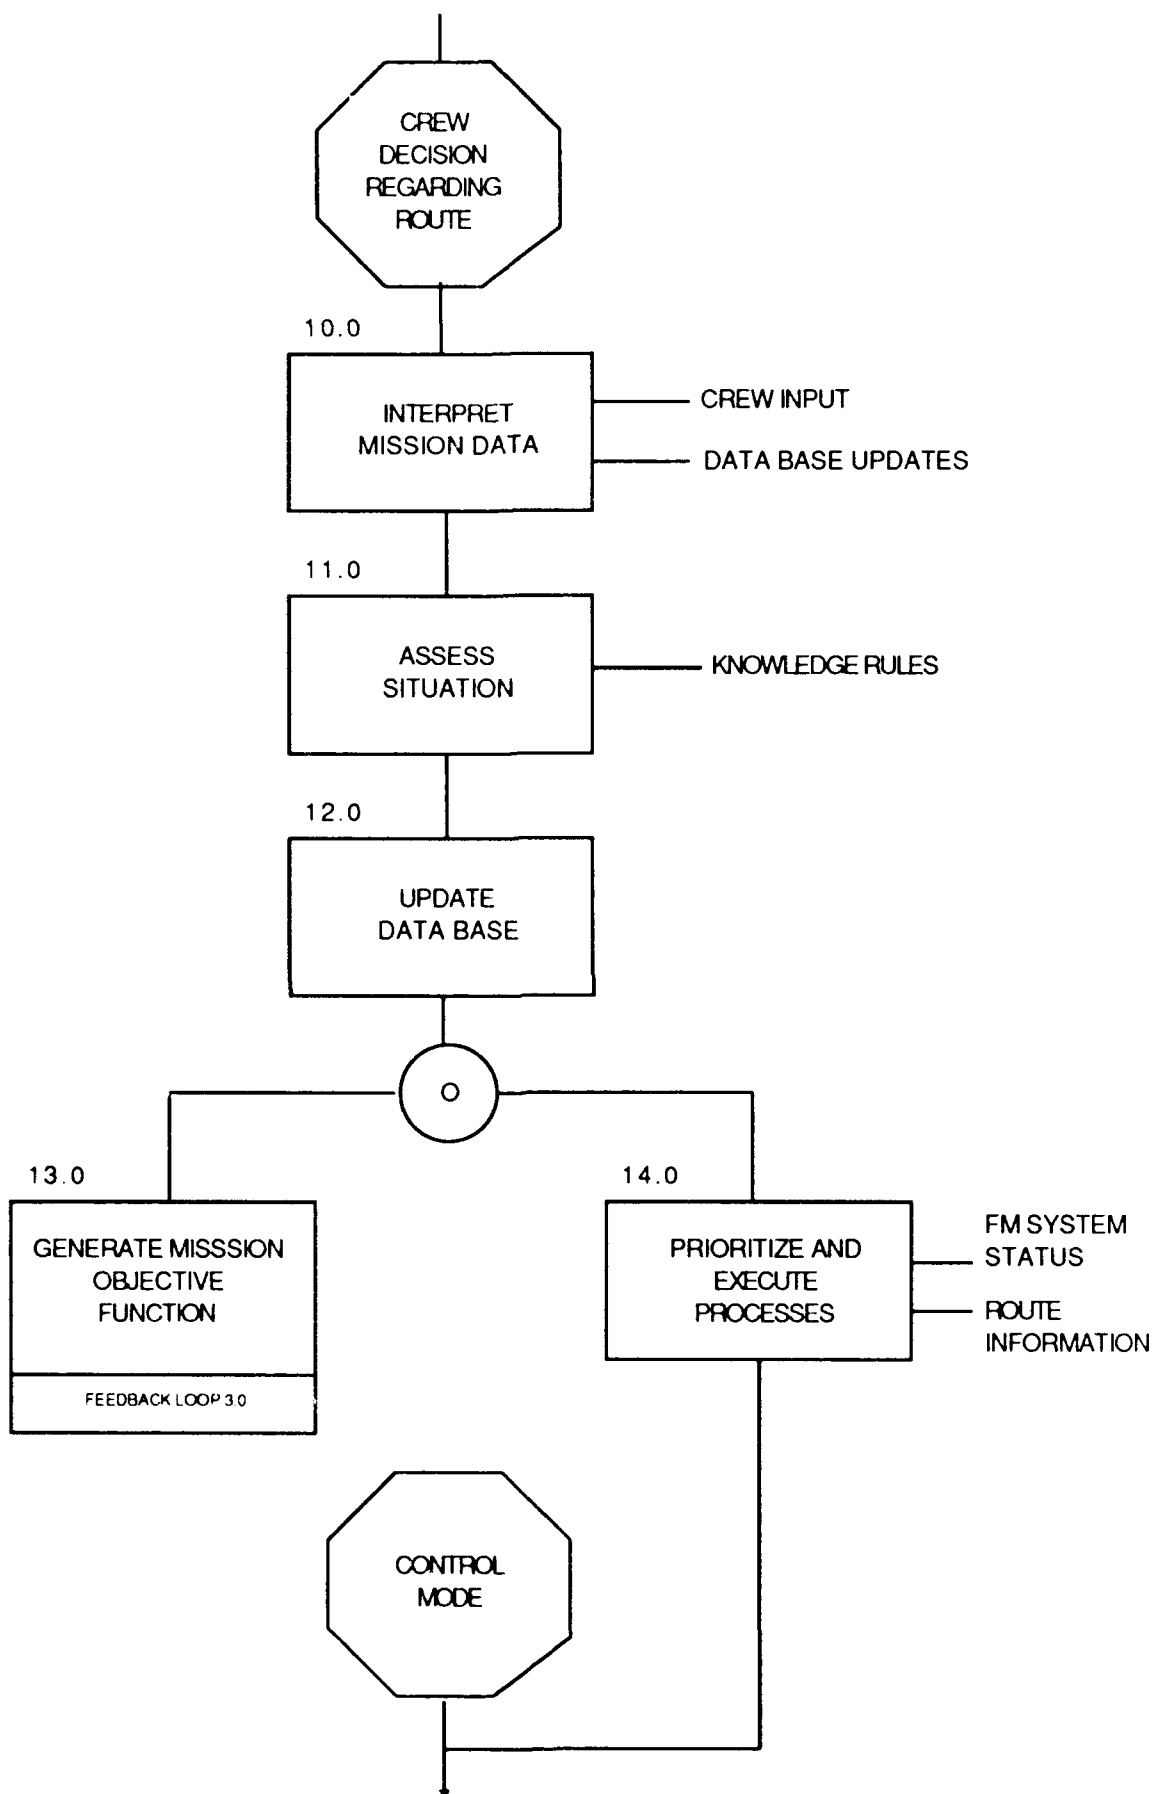 CREW
DECISION
REGARDING
ROUTE
10.0
INTERPRET
MISSION DATA
CREW INPUT
DATA BASE UPDATES
11.0
ASSESS
SITUATION
KNOWLEDGE RULES
12.0
UPDATE
DATA BASE
O
13.0
GENERATE MISSSION
OBJECTIVE
FUNCTION
FEEDBACK LOOP 3.0
14.0
PRIORITIZE AND
EXECUTE
PROCESSES
FM SYSTEM
STATUS
ROUTE
INFORMATION
CONTROL
MODE